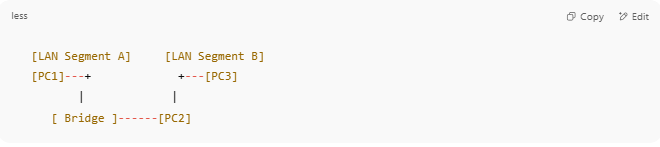 less Copy Edit
[LAN Segment A]     [LAN Segment B]
[PC1]---+             +---[PC3]
       |             |
   [ Bridge ]------[PC2]